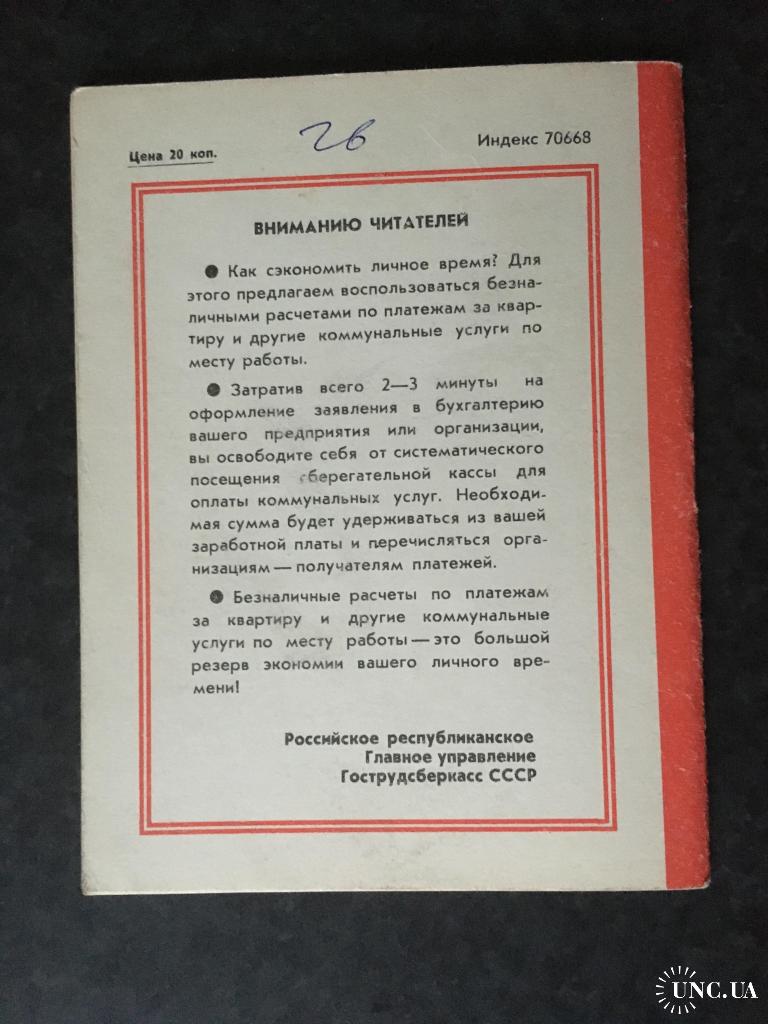 Цена 20 коп.
26
Индекс 70668
ВНИМАНИЮ ЧИТАТЕЛЕЙ
● Как сэкономить личное время? Для
этого предлагаем воспользоваться безна-
личными расчетами по платежам за квар-
тиру и другие коммунальные услуги по
месту работы.
● Затратив всего 2—3 минуты на
оформление заявления в бухгалтерию
вашего предприятия или организации,
вы освободите себя от систематического
посещения сберегательной кассы для
оплаты коммунальных услуг. Необходи-
мая сумма будет удерживаться из вашей
заработной платы и перечисляться орга-
низациям — получателям платежей.
● Безналичные расчеты по платежам
за квартиру и другие коммунальные
услуги по месту работы — это большой
резерв экономии вашего личного вре-
мени!
Российское республиканское
Главное управление
Гострудсберкасс СССР
UNC.UA